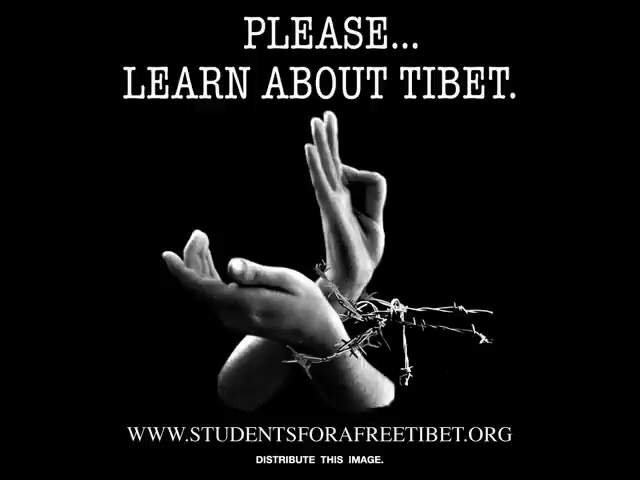 PLEASE...
LEARN ABOUT TIBET.
WWW.STUDENTSFORAFREETIBET.ORG
DISTRIBUTE THIS IMAGE.